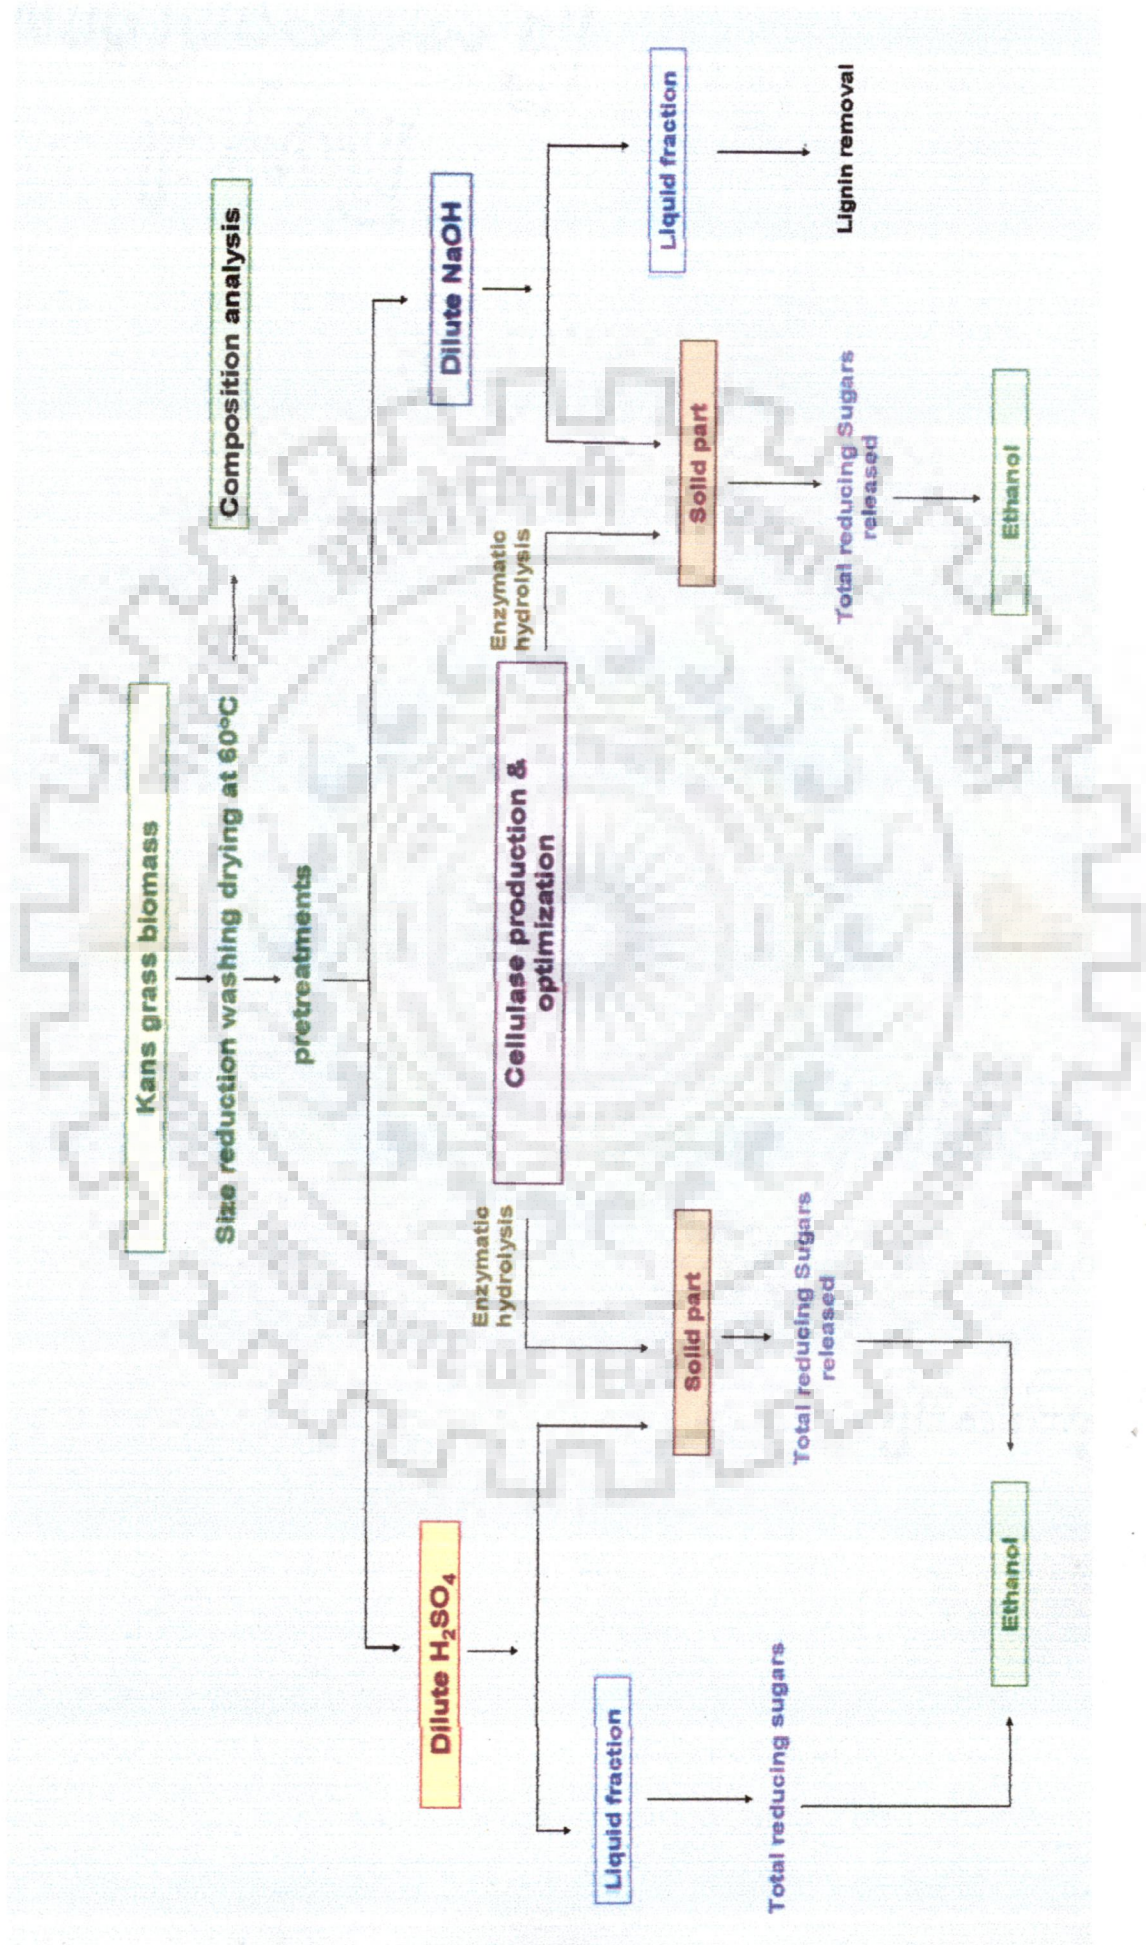 Kans grass biomass
Size reduction washing drying at 60°C
Composition analysis
pretreatments
Dilute H₂SO₄
Dilute NaOH
Enzymatic
hydrolysis
Cellulase production &
optimization
Enzymatic
hydrolysis
Liquid fraction
Solid part
Solid part
Liquid fraction
Total reducing sugars
Total reducing Sugars
released
Total reducing Sugars
released
Lignin removal
Ethanol
Ethanol